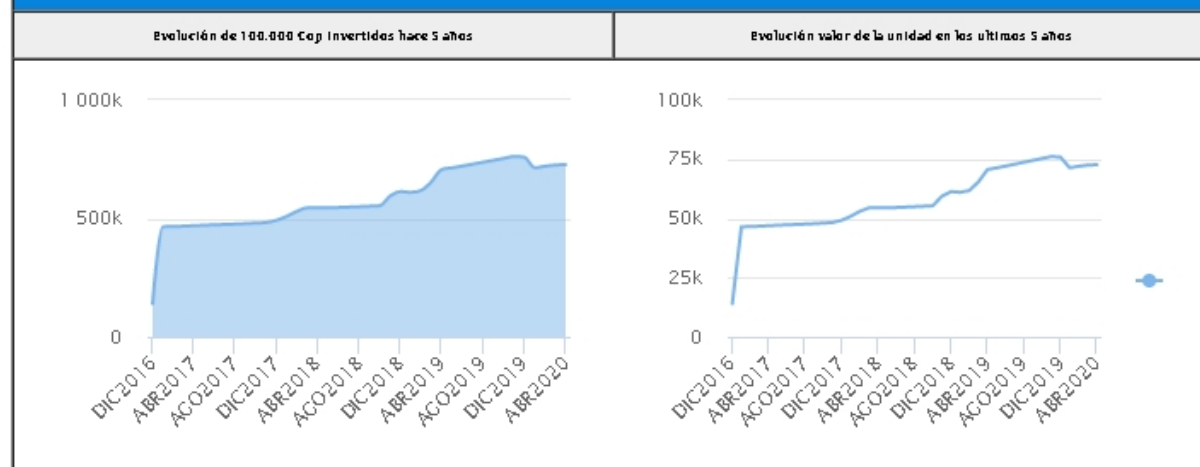 Evolución de 100.000 Cop invertidos hace 5 años
Evolución valor de la unidad en los ultimos 5 años
1 000k
500k
0
DIC2016
ABR2017
AGO2017
DIC2017
ABR2018
AGO2018
DIC2018
ABR2019
AGO2019
DIC2019
ABR2020
100k
75k
50k
25k
0
DIC2016
ABR2017
AGO2017
DIC2017
ABR2018
AGO2018
DIC2018
ABR2019
AGO2019
DIC2019
ABR2020